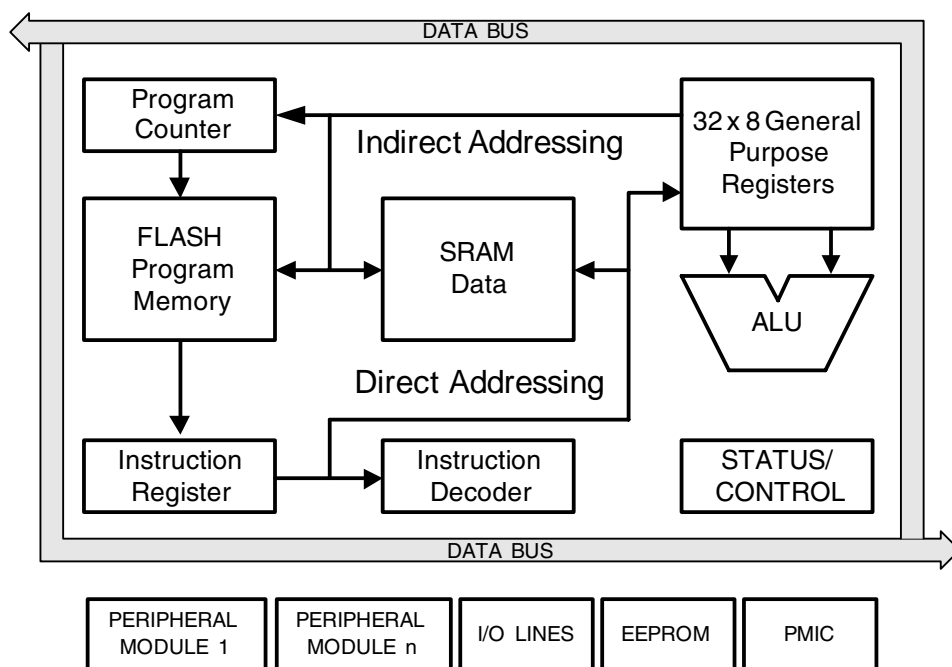 DATA BUS
Program
Counter
Indirect Addressing
32 x 8 General
Purpose
Registers
FLASH
Program
Memory
SRAM
Data
ALU
Direct Addressing
Instruction
Register
Instruction
Decoder
STATUS/
CONTROL
DATA BUS
PERIPHERAL
MODULE 1
PERIPHERAL
MODULE n
I/O LINES
EEPROM
PMIC